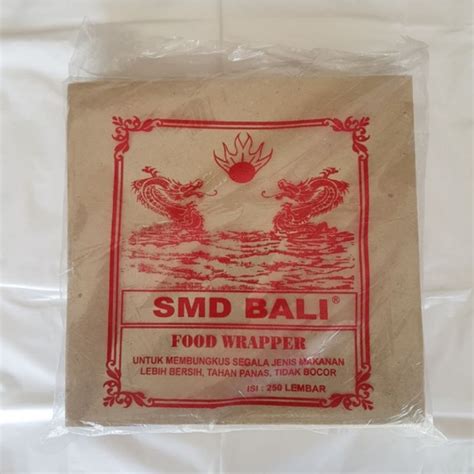 SMD BALI®
FOOD WRAPPER
UNTUK MEMBUNGKUS SEGALA JENIS MAKANAN
LEBIH BERSIH, TAHAN PANAS, TIDAK BOCOR
ISI : 250 LEMBAR